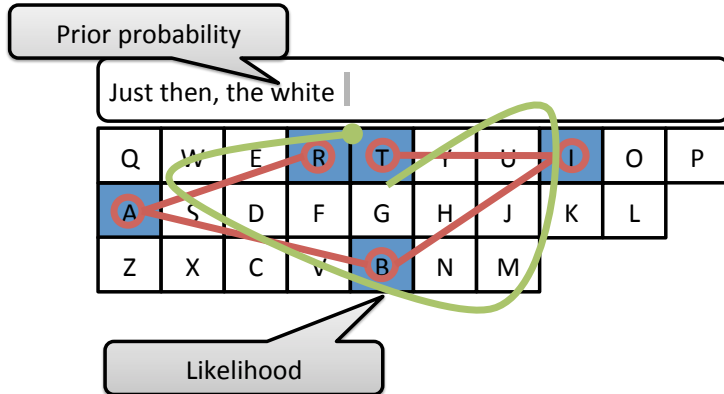 Prior probability
Just then, the white
Q W E R T Y U I O P
A S D F G H J K L
Z X C V B N M
Likelihood